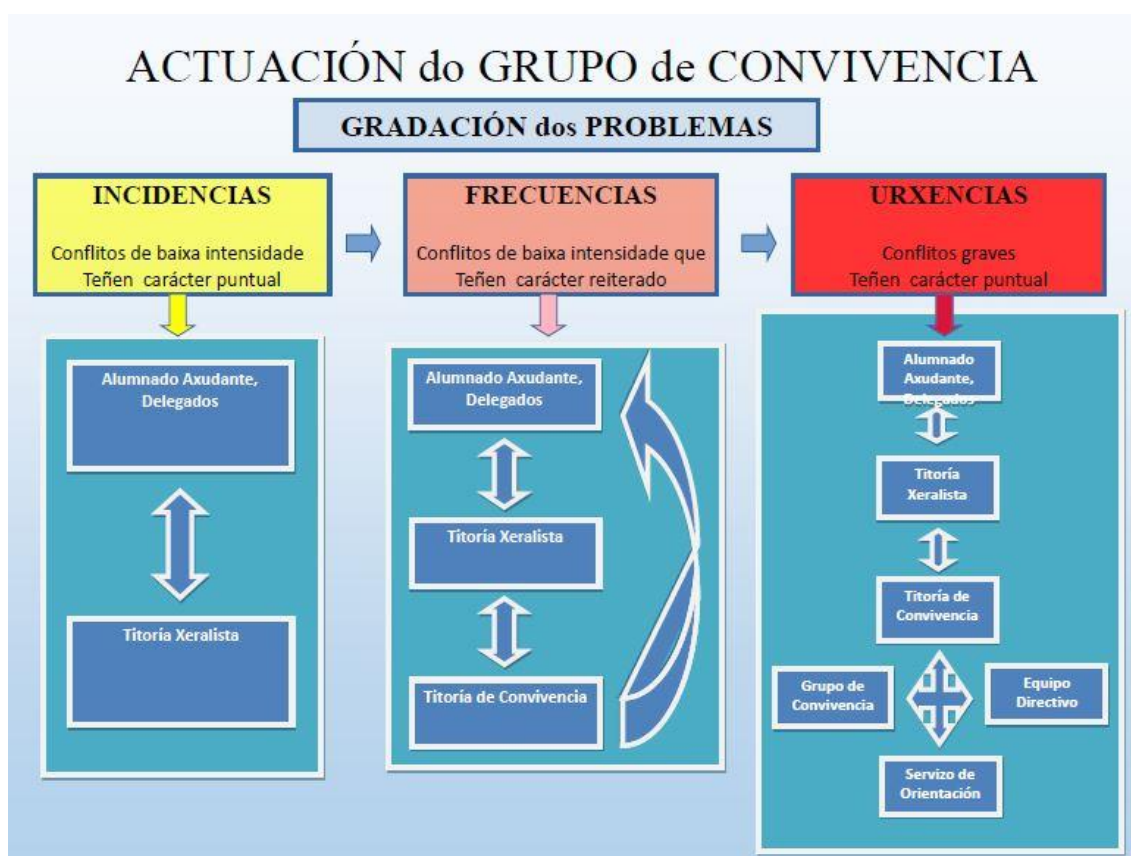 ACTUACIÓN do GRUPO de CONVIVENCIA
GRADACIÓN dos PROBLEMAS
INCIDENCIAS
Conflitos de baixa intensidade
Teñen carácter puntual
FRECUENCIAS
Conflitos de baixa intensidade que
Teñen carácter reiterado
URXENCIAS
Conflitos graves
Teñen carácter puntual
Alumnado Axudante,
Delegados
Titoría Xeralista
Alumnado Axudante,
Delegados
Titoría Xeralista
Titoría de Convivencia
Alumnado
Axudante,
Delegados
Titoría
Xeralista
Titoría de
Convivencia
Grupo de
Convivencia
Equipo
Directivo
Servizo de
Orientación